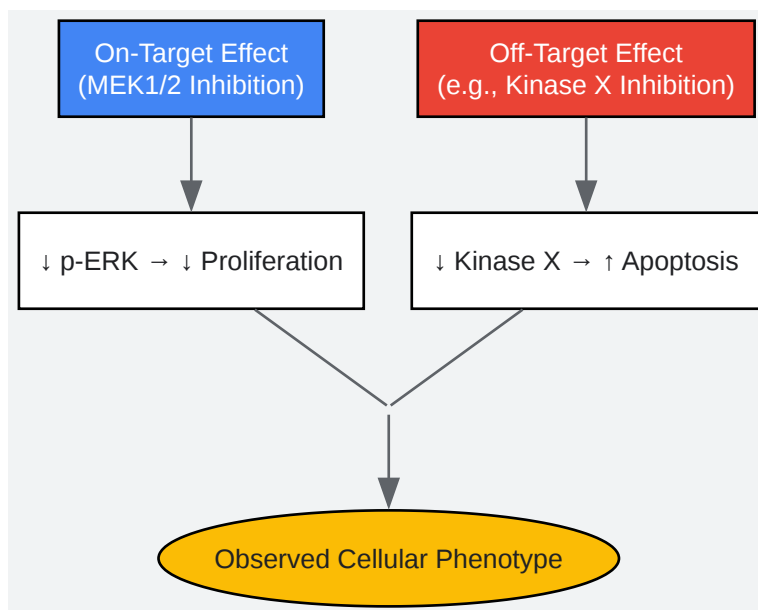 On-Target Effect
(MEK1/2 Inhibition)
Off-Target Effect
(e.g., Kinase X Inhibition)
↓ p-ERK → ↓ Proliferation
↓ Kinase X → ↑ Apoptosis
Observed Cellular Phenotype